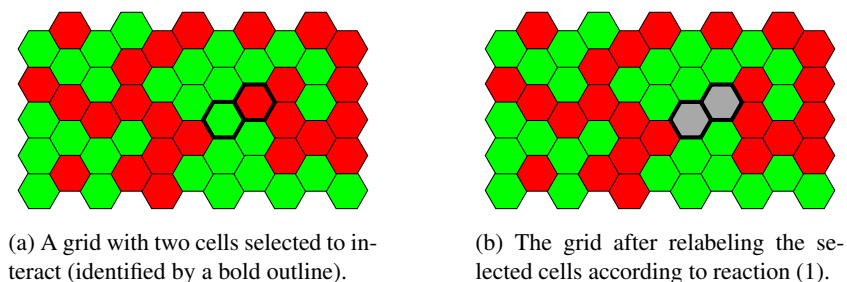 (a) A grid with two cells selected to in-
teract (identified by a bold outline).
(b) The grid after relabeling the se-
lected cells according to reaction (1).